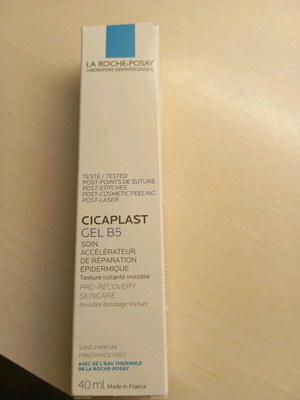 LA ROCHE-POSAY
LABORATOIRE DERMATOLOGIQUE
TESTÉ / TESTED
POST-POINTS DE SUTURE
POST-STITCHES
POST-COSMETIC PEELING
POST-LASER
CICAPLAST
GEL B5
SOIN
ACCÉLÉRATEUR
DE RÉPARATION
ÉPIDERMIQUE
Texture isolante invisible
PRO-RECOVERY
SKINCARE
Invisible bandage texture
SANS PARFUM
FRAGRANCE-FREE
AVEC DE L'EAU THERMALE
DE LA ROCHE-POSAY
40 ml Made in France